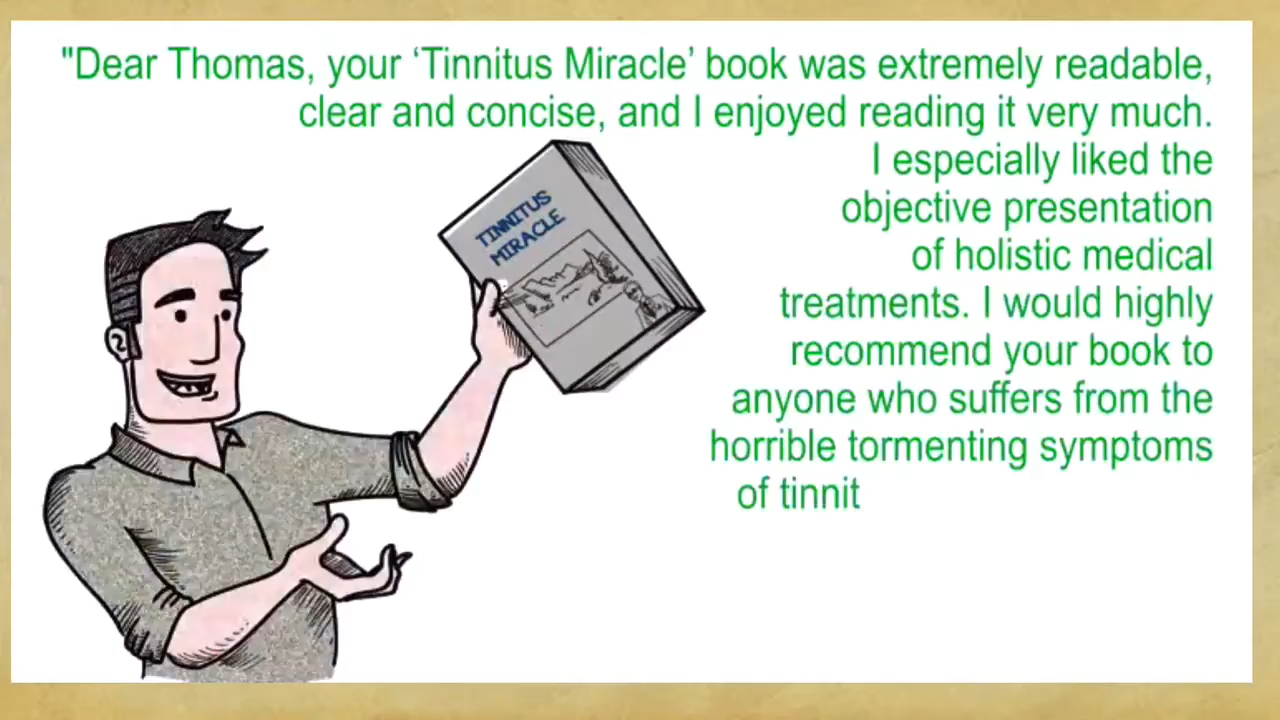 "Dear Thomas, your ‘Tinnitus Miracle’ book was extremely readable,
clear and concise, and I enjoyed reading it very much.
I especially liked the
objective presentation
of holistic medical
treatments. I would highly
recommend your book to
anyone who suffers from the
horrible tormenting symptoms
of tinnit
TINNITUS
MIRACLE